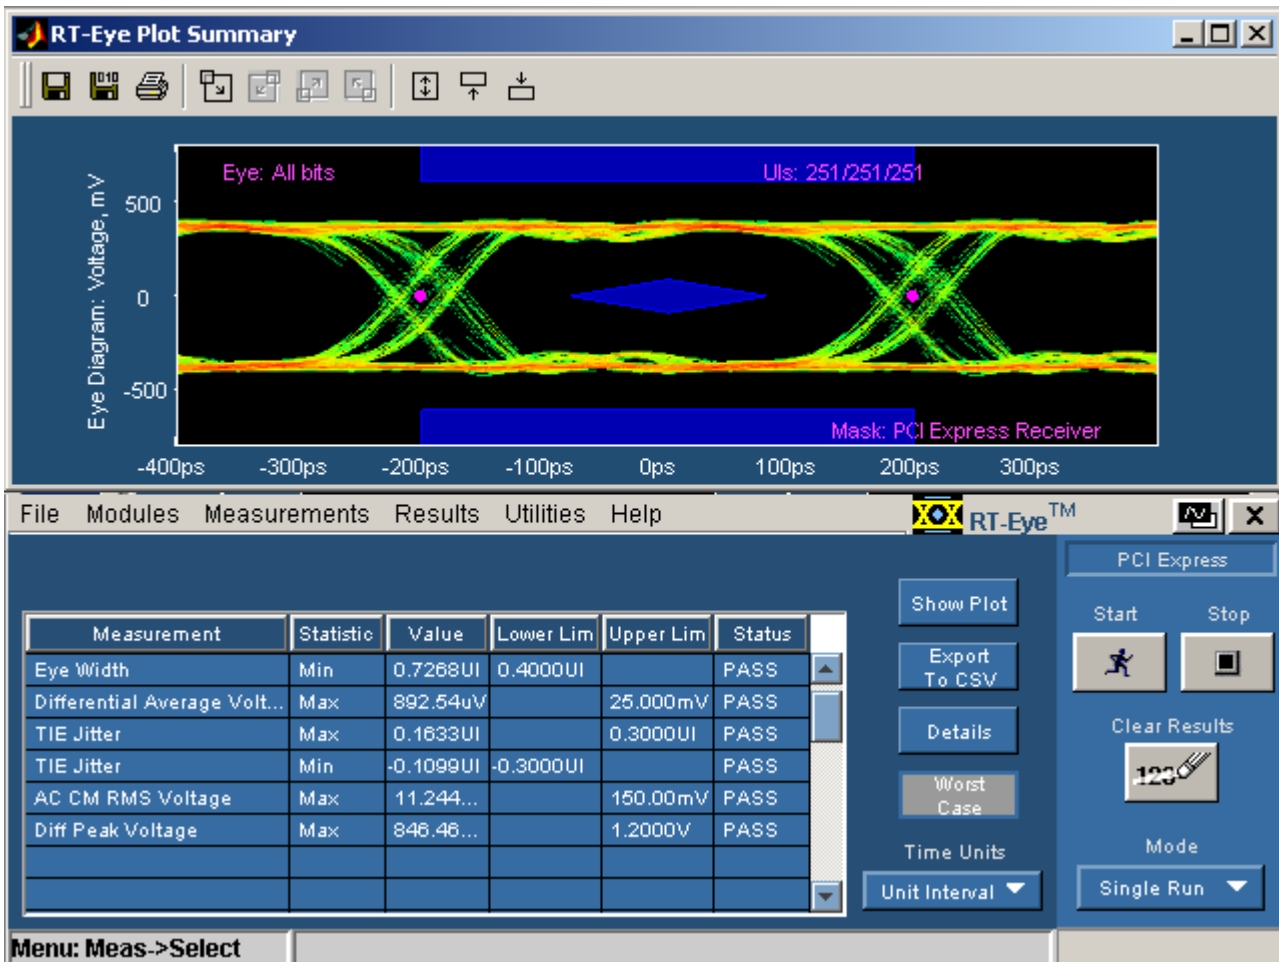 RT-Eye Plot Summary
010
Eye: All bits
UIs: 251/251/251
Eye Diagram: Voltage, mV
500
0
-500
Mask: PCI Express Receiver
-400ps -300ps -200ps -100ps 0ps 100ps 200ps 300ps
File Modules Measurements Results Utilities Help
RT-Eye™
PCI Express
Measurement Statistic Value Lower Lim Upper Lim Status
Eye Width Min 0.7268UI 0.4000UI PASS
Differential Average Volt... Max 892.54uV 25.000mV PASS
TIE Jitter Max 0.1633UI 0.3000UI PASS
TIE Jitter Min -0.1099UI -0.3000UI PASS
AC CM RMS Voltage Max 11.244... 150.00mV PASS
Diff Peak Voltage Max 846.46... 1.2000V PASS
Show Plot
Export
To CSV
Details
Worst
Case
Time Units
Unit Interval
Start Stop
Clear Results
123
Mode
Single Run
Menu: Meas->Select